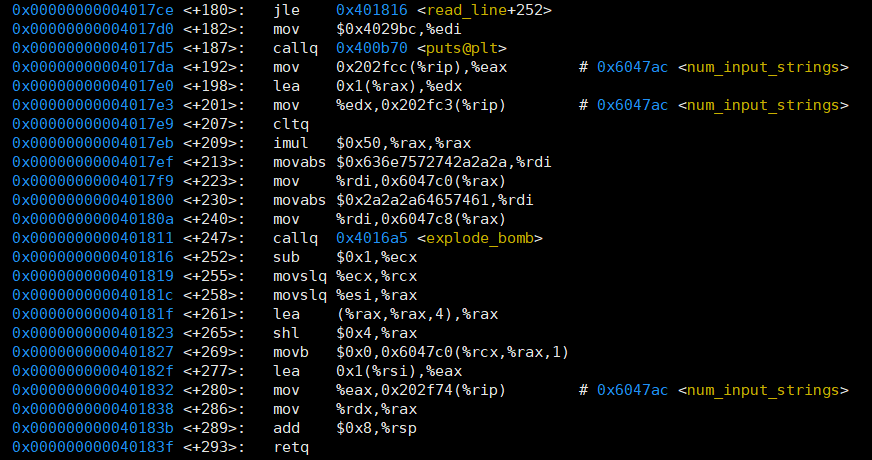 0x00000000004017ce <+180>: jle 0x401816 <read_line+252>
0x00000000004017d0 <+182>: mov $0x4029bc,%edi
0x00000000004017d5 <+187>: callq 0x400b70 <puts@plt>
0x00000000004017da <+192>: mov 0x202fcc(%rip),%eax # 0x6047ac <num_input_strings>
0x00000000004017e0 <+198>: lea 0x1(%rax),%edx
0x00000000004017e3 <+201>: mov %edx,0x202fc3(%rip) # 0x6047ac <num_input_strings>
0x00000000004017e9 <+207>: cltq
0x00000000004017eb <+209>: imul $0x50,%rax,%rax
0x00000000004017ef <+213>: movabs $0x636e7572742a2a2a,%rdi
0x00000000004017f9 <+223>: mov %rdi,0x6047c0(%rax)
0x0000000000401800 <+230>: movabs $0x2a2a2a64657461,%rdi
0x000000000040180a <+240>: mov %rdi,0x6047c8(%rax)
0x0000000000401811 <+247>: callq 0x4016a5 <explode_bomb>
0x0000000000401816 <+252>: sub $0x1,%ecx
0x0000000000401819 <+255>: movslq %ecx,%rcx
0x000000000040181c <+258>: movslq %esi,%rax
0x000000000040181f <+261>: lea (%rax,%rax,4),%rax
0x0000000000401823 <+265>: shl $0x4,%rax
0x0000000000401827 <+269>: movb $0x0,0x6047c0(%rcx,%rax,1)
0x000000000040182f <+277>: lea 0x1(%rsi),%eax
0x0000000000401832 <+280>: mov %eax,0x202f74(%rip) # 0x6047ac <num_input_strings>
0x0000000000401838 <+286>: mov %rdx,%rax
0x000000000040183b <+289>: add $0x8,%rsp
0x000000000040183f <+293>: retq